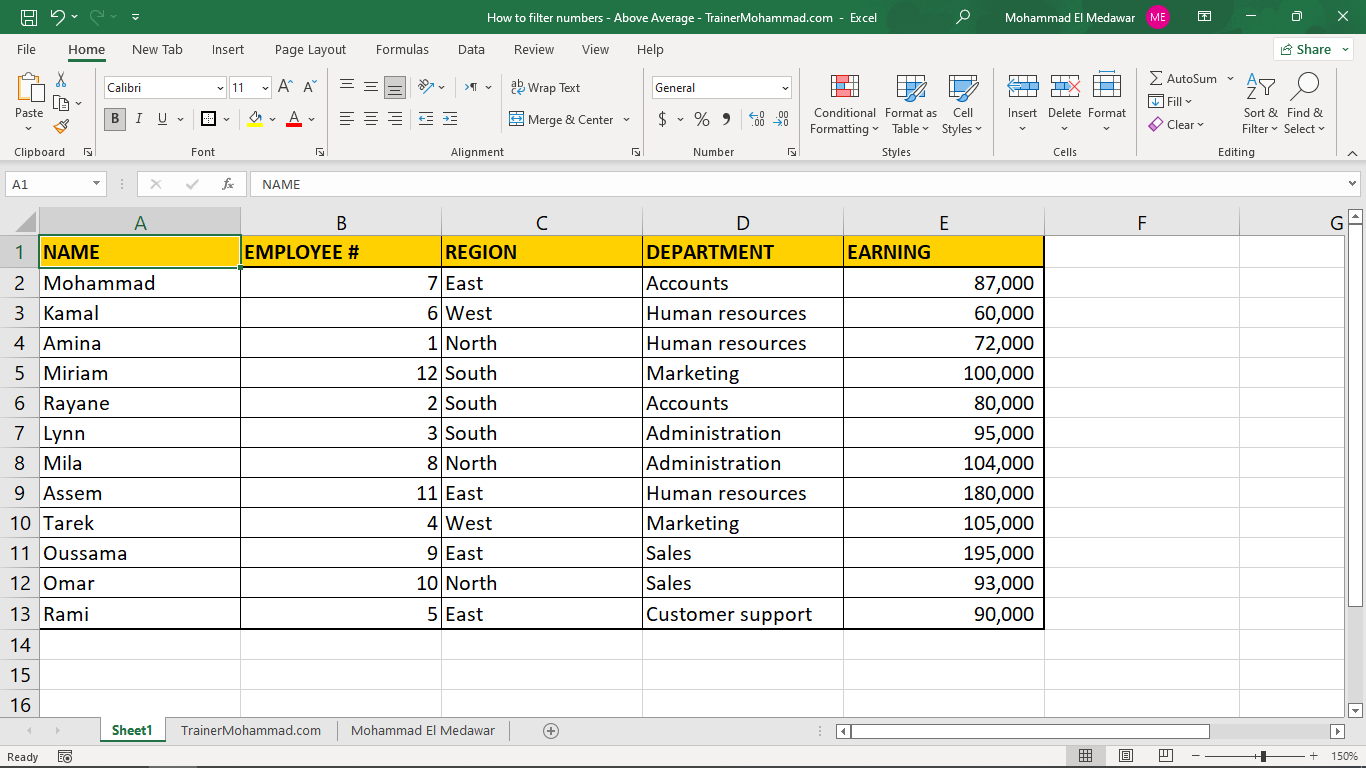 How to filter numbers - Above Average - TrainerMohammad.com - Excel
Mohammad El Medawar ME
File Home New Tab Insert Page Layout Formulas Data Review View Help Share
Paste
Clipboard
Calibri 11
B I U A A A
Font
ab Wrap Text
Merge & Center
Alignment
General
$ % 9 .00 .00
Number
Conditional Formatting
Format as Table
Cell Styles
Styles
Insert Delete Format
Cells
AutoSum
Fill
Clear
Sort & Filter
Find & Select
Editing
A1 fx NAME
A B C D E F G
1 NAME EMPLOYEE # REGION DEPARTMENT EARNING
2 Mohammad 7 East Accounts 87,000
3 Kamal 6 West Human resources 60,000
4 Amina 1 North Human resources 72,000
5 Miriam 12 South Marketing 100,000
6 Rayane 2 South Accounts 80,000
7 Lynn 3 South Administration 95,000
8 Mila 8 North Administration 104,000
9 Assem 11 East Human resources 180,000
10 Tarek 4 West Marketing 105,000
11 Oussama 9 East Sales 195,000
12 Omar 10 North Sales 93,000
13 Rami 5 East Customer support 90,000
14
15
16
Sheet1 TrainerMohammad.com Mohammad El Medawar
Ready 150%